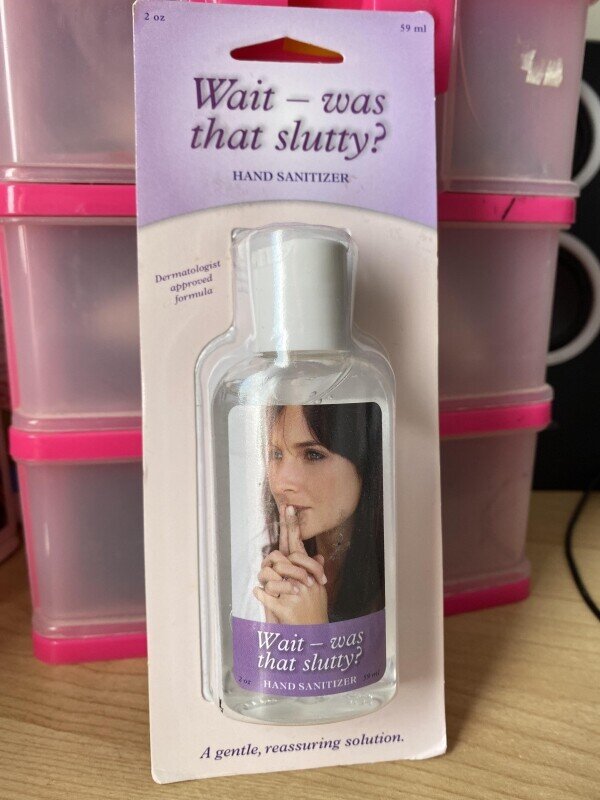 2 oz
59 ml
Wait – was
that slutty?
HAND SANITIZER
Dermatologist
approved
formula
Wait – was
that slutty?
2 oz
HAND SANITIZER
59 ml
A gentle, reassuring solution.